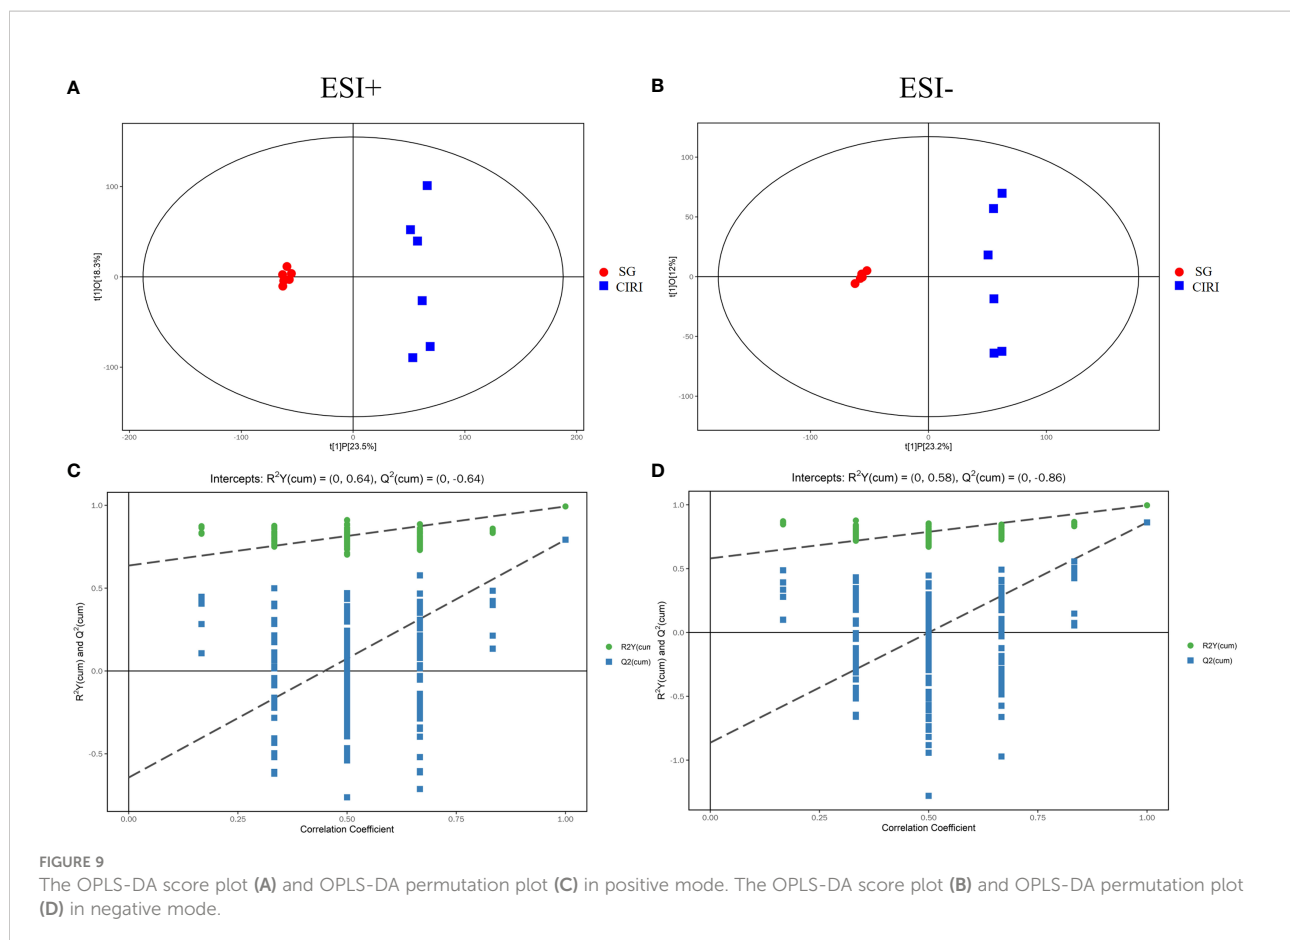 A
ESI+
100
0
-100
-200
-100
0
100
200
t[1]O[18.3%]
t[1]P[23.5%]
SG
CIRI
B
ESI-
100
50
0
-50
-100
-100
0
100
t[1]O[12%]
t[1]P[23.2%]
SG
CIRI
C
Intercepts: R²Y(cum) = (0, 0.64), Q²(cum) = (0, -0.64)
1.0
0.5
0.0
-0.5
0.00
0.25
0.50
0.75
1.00
R²Y(cum) and Q²(cum)
Correlation Coefficient
R2Y(cum
Q2(cum)
D
Intercepts: R²Y(cum) = (0, 0.58), Q²(cum) = (0, -0.86)
1.0
0.5
0.0
-0.5
-1.0
0.00
0.25
0.50
0.75
1.00
R²Y(cum) and Q²(cum)
Correlation Coefficient
R2Y(cum)
Q2(cum)
FIGURE 9
The OPLS-DA score plot (A) and OPLS-DA permutation plot (C) in positive mode. The OPLS-DA score plot (B) and OPLS-DA permutation plot
(D) in negative mode.